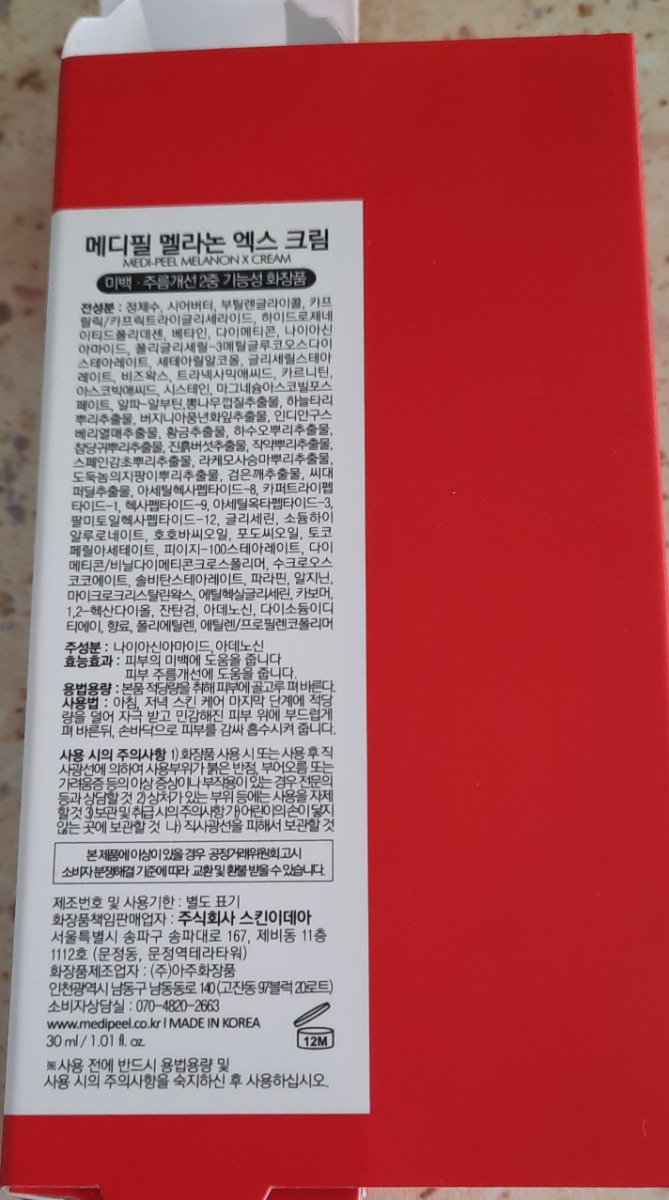 메디필 멜라논 엑스 크림
MEDI-PEEL MELANON X CREAM
미백 · 주름개선 2중 기능성 화장품
전성분 : 정제수, 시어버터, 부틸렌글라이콜, 카프
릴릭/카프릭트라이글리세라이드, 하이드로제네
이티드폴리데센, 베타인, 다이메티콘, 나이아신
아마이드, 폴리글리세릴-3메틸글루코오스다이
스테아레이트, 세테아릴알코올, 글리세릴스테아
레이트, 비즈왁스, 트라넥사믹애씨드, 카르니틴,
아스코빅애씨드, 시스테인, 마그네슘아스코빌포스
페이트, 알파-알부틴,뽕나무껍질추출물, 하늘타리
뿌리추출물, 버지니아풍년화잎추출물, 인디안구스
베리열매추출물, 황금추출물, 하수오뿌리추출물,
참당귀뿌리추출물, 진흙버섯추출물, 작약뿌리추출물,
스페인감초뿌리추출물, 라케모사승마뿌리추출물,
도둑놈의지팡이뿌리추출물, 검은깨추출물, 씨대
퍼딜추출물, 아세틸헥사펩타이드-8, 카퍼트라이펩
타이드-1, 헥사펩타이드-9, 아세틸옥타펩타이드-3,
팔미토일헥사펩타이드-12, 글리세린, 소듐하이
알루로네이트, 호호바씨오일, 포도씨오일, 토코
페릴아세테이트, 피이지-100스테아레이트, 다이
메티콘/비닐다이메티콘크로스폴리머, 수크로오스
코코에이트, 솔비탄스테아레이트, 파라핀, 알지닌,
마이크로크리스탈린왁스, 에틸헥실글리세린, 카보머,
1,2-헥산다이올, 잔탄검, 아데노신, 다이소듐이디
티에이, 향료, 폴리에틸렌, 에틸렌/프로필렌코폴리머
주성분 : 나이아신아마이드, 아데노신
효능효과 : 피부의 미백에 도움을 줍니다
피부 주름개선에 도움을 줍니다.
용법용량 : 본품 적당량을 취해 피부에 골고루 펴 바른다.
사용법 : 아침, 저녁 스킨 케어 마지막 단계에 적당
량을 덜어 자극 받고 민감해진 피부 위에 부드럽게
펴 바른뒤, 손바닥으로 피부를 감싸 흡수시켜 줍니다.
사용 시의 주의사항 1) 화장품 사용 시 또는 사용 후 직
사광선에 의하여 사용부위가 붉은 반점, 부어오름 또는
가려움증 등의 이상 증상이나 부작용이 있는 경우 전문의
등과 상담할 것 2) 상처가 있는 부위 등에는 사용을 자제
할 것 3) 보관 및 취급 시의 주의사항 가) 어린이의 손이 닿지
않는 곳에 보관할 것 나) 직사광선을 피해서 보관할 것
본 제품에 이상이 있을 경우 공정거래위원회 고시
소비자 분쟁해결 기준에 따라 교환 및 환불 받을 수 있습니다.
제조번호 및 사용기한 : 별도 표기
화장품책임판매업자 : 주식회사 스킨이데아
서울특별시 송파구 송파대로 167, 제비동 11층
1112호 (문정동, 문정역테라타워)
화장품제조업자 : (주)아주화장품
인천광역시 남동구 남동동로 140 (고잔동 97블럭 20로트)
소비자상담실 : 070-4820-2663
www.medipeel.co.kr | MADE IN KOREA
30 ml / 1.01 fl. oz.
12M
※사용 전에 반드시 용법용량 및
사용 시의 주의사항을 숙지하신 후 사용하십시오.